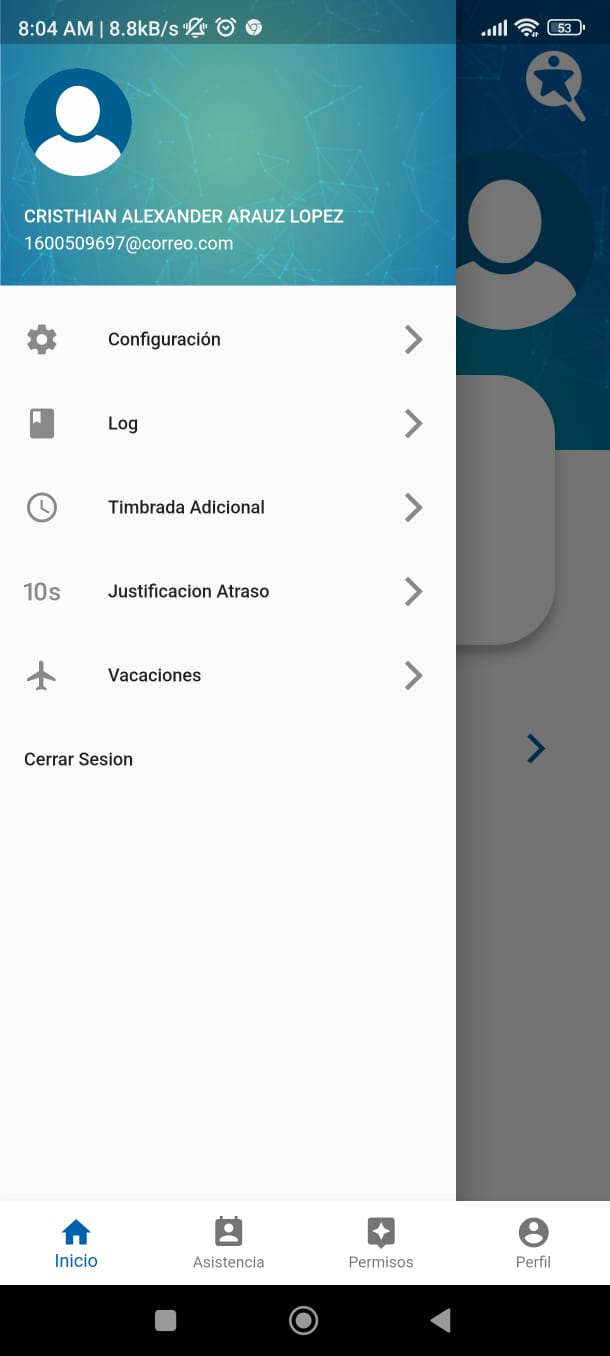 8:04 AM | 8.8kB/s
53
CRISTHIAN ALEXANDER ARAUZ LOPEZ
1600509697@correo.com
Configuración
Log
Timbrada Adicional
10s
Justificacion Atraso
Vacaciones
Cerrar Sesion
Inicio
Asistencia
Permisos
Perfil